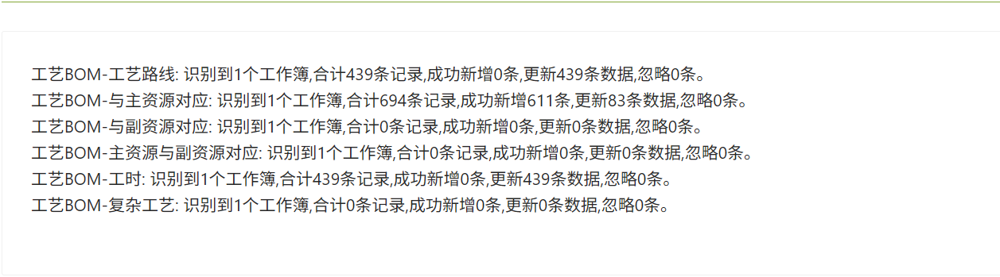 工艺BOM-工艺路线: 识别到1个工作簿,合计439条记录,成功新增0条,更新439条数据,忽略0条。
工艺BOM-与主资源对应: 识别到1个工作簿,合计694条记录,成功新增611条,更新83条数据,忽略0条。
工艺BOM-与副资源对应: 识别到1个工作簿,合计0条记录,成功新增0条,更新0条数据,忽略0条。
工艺BOM-主资源与副资源对应: 识别到1个工作簿,合计0条记录,成功新增0条,更新0条数据,忽略0条。
工艺BOM-工时: 识别到1个工作簿,合计439条记录,成功新增0条,更新439条数据,忽略0条。
工艺BOM-复杂工艺: 识别到1个工作簿,合计0条记录,成功新增0条,更新0条数据,忽略0条。